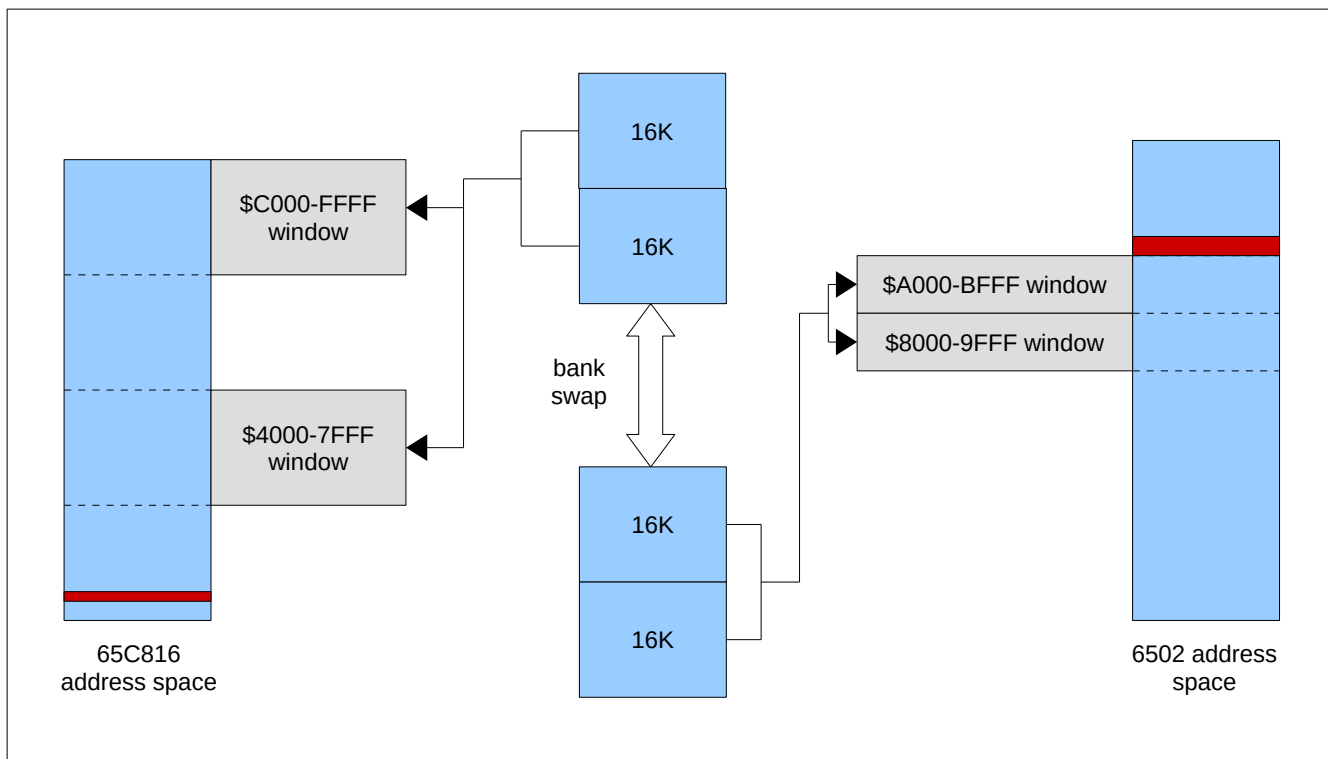 16K
$C000-FFFF
window
16K
$A000-BFFF window
$8000-9FFF window
bank
swap
$4000-7FFF
window
16K
16K
65C816
address space
6502 address
space